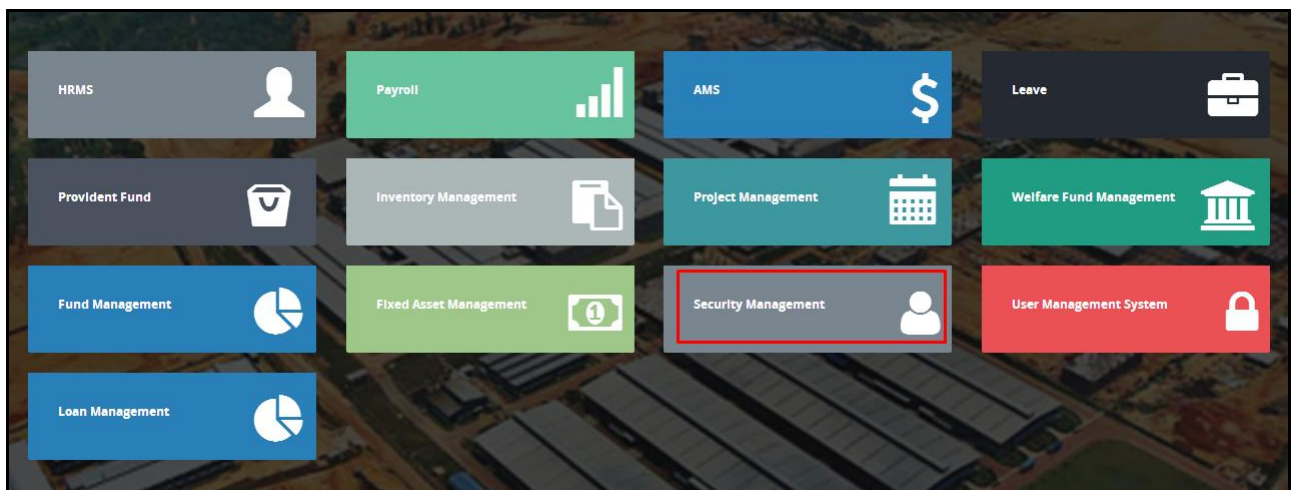 HRMS
Payroll
AMS
$
Leave
Provident Fund
Inventory Management
Project Management
Welfare Fund Management
Fund Management
Fixed Asset Management
1
Security Management
User Management System
Loan Management